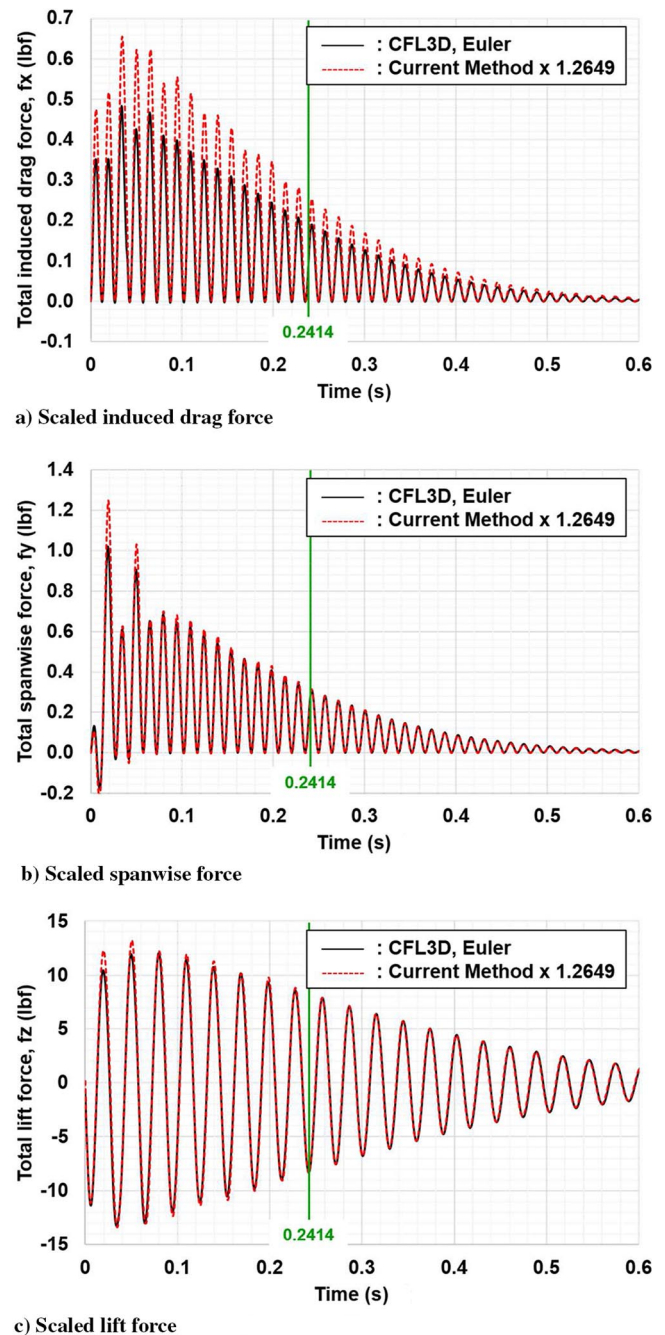 0.7
0.6
0.5
0.4
0.3
0.2
0.1
0.0
-0.1
Total induced drag force, fx (lbf)
: CFL3D, Euler
: Current Method x 1.2649
0.2414
0 0.1 0.2 0.3 0.4 0.5 0.6
Time (s)
a) Scaled induced drag force
1.4
1.2
1.0
0.8
0.6
0.4
0.2
0.0
-0.2
Total spanwise force, fy (lbf)
: CFL3D, Euler
: Current Method x 1.2649
0.2414
0 0.1 0.2 0.3 0.4 0.5 0.6
Time (s)
b) Scaled spanwise force
15
10
5
0
-5
-10
-15
Total lift force, fz (lbf)
: CFL3D, Euler
: Current Method x 1.2649
0.2414
0 0.1 0.2 0.3 0.4 0.5 0.6
Time (s)
c) Scaled lift force